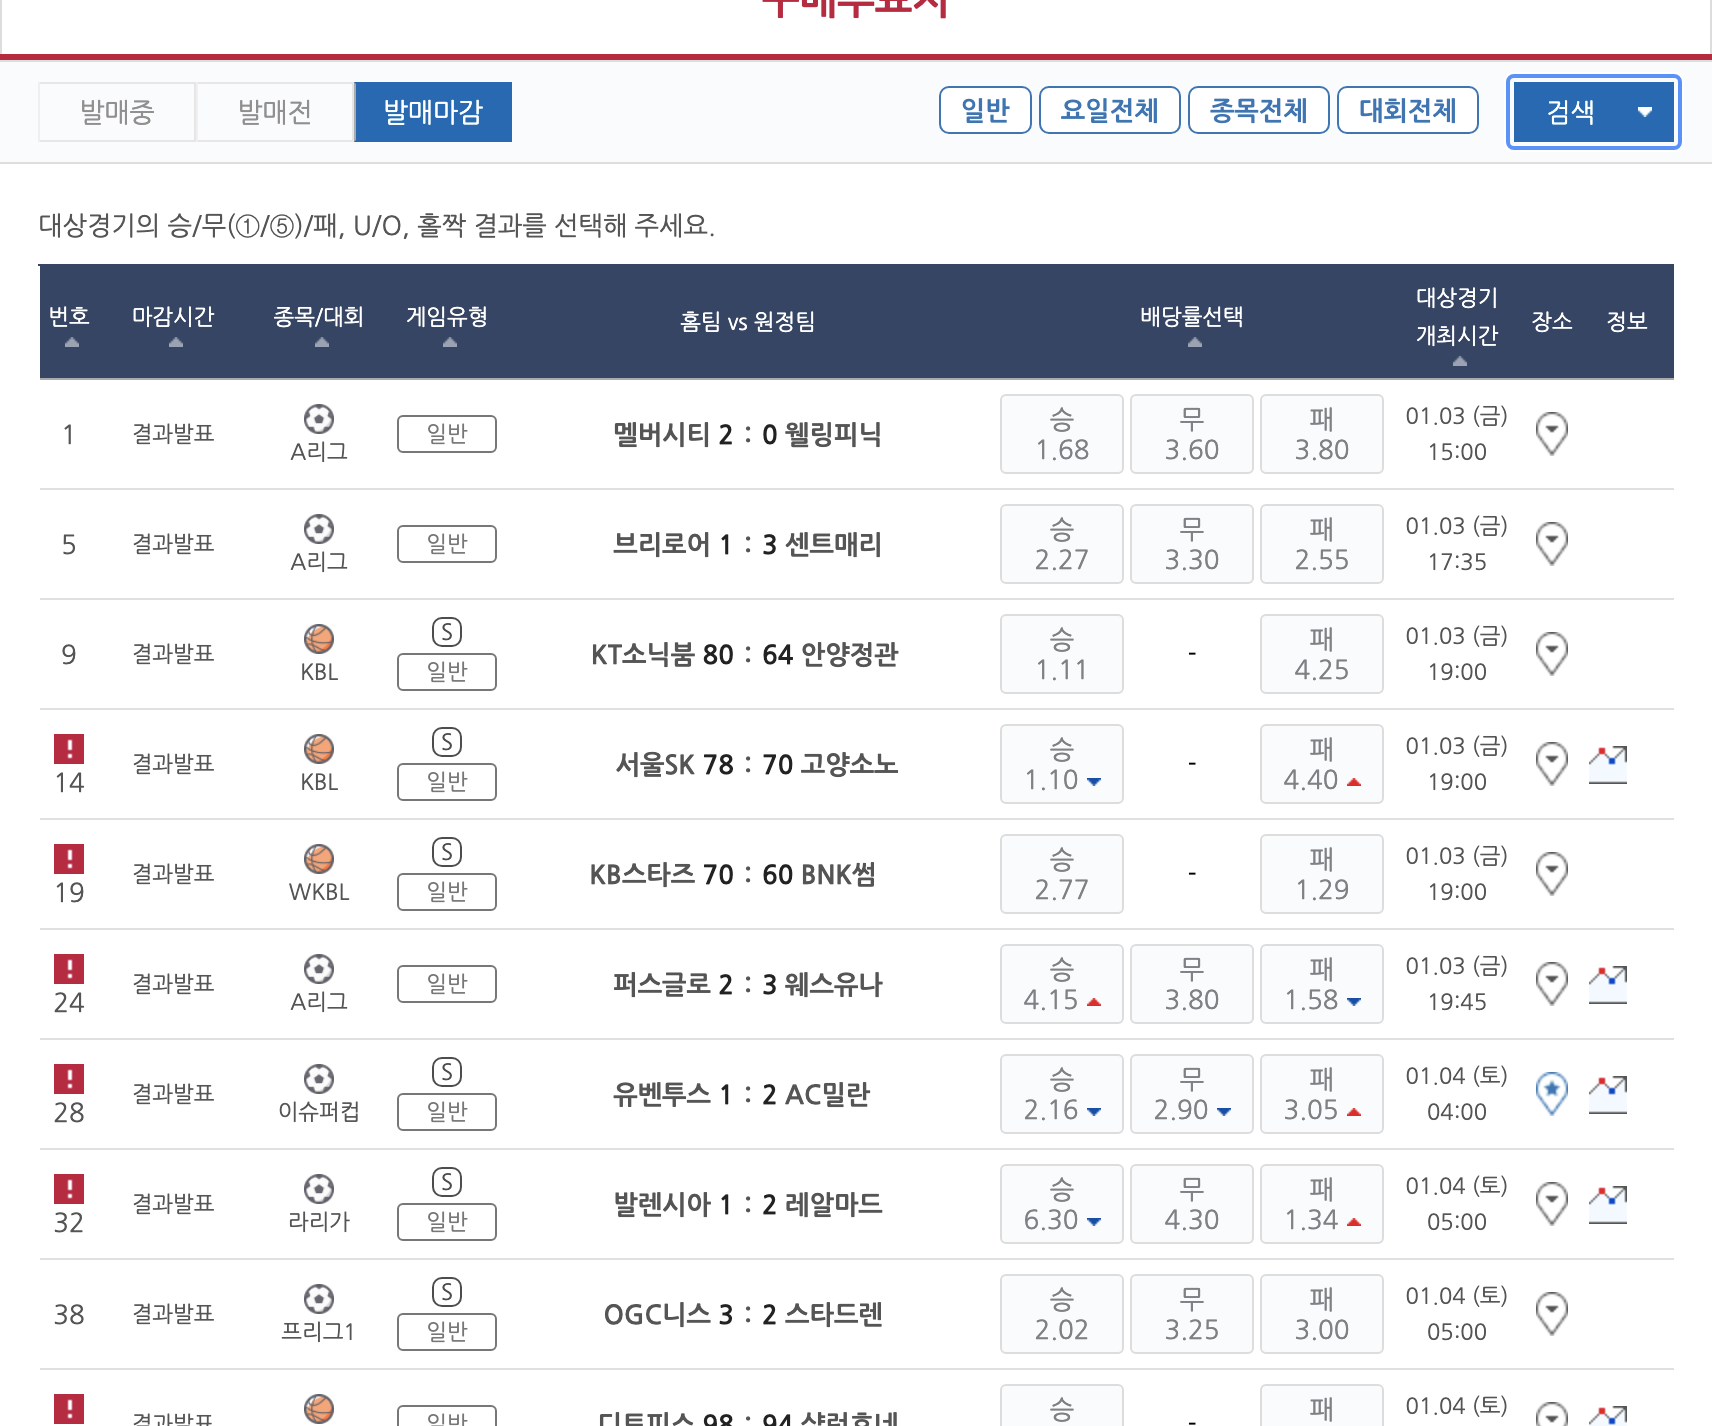 구매투표지
발매중 발매전 발매마감 일반 요일전체 종목전체 대회전체 검색
대상경기의 승/무(①/⑤)/패, U/O, 홀짝 결과를 선택해 주세요.
번호 마감시간 종목/대회 게임유형 홈팀 vs 원정팀 배당률선택 대상경기 개최시간 장소 정보
1 결과발표 A리그 일반 멜버시티 2 : 0 웰링피닉 승 1.68 무 3.60 패 3.80 01.03 (금) 15:00
5 결과발표 A리그 일반 브리로어 1 : 3 센트매리 승 2.27 무 3.30 패 2.55 01.03 (금) 17:35
9 결과발표 KBL S 일반 KT소닉붐 80 : 64 안양정관 승 1.11 - 패 4.25 01.03 (금) 19:00
! 14 결과발표 KBL S 일반 서울SK 78 : 70 고양소노 승 1.10 - 패 4.40 01.03 (금) 19:00
! 19 결과발표 WKBL S 일반 KB스타즈 70 : 60 BNK썸 승 2.77 - 패 1.29 01.03 (금) 19:00
! 24 결과발표 A리그 일반 퍼스글로 2 : 3 웨스유나 승 4.15 무 3.80 패 1.58 01.03 (금) 19:45
! 28 결과발표 이슈퍼컵 S 일반 유벤투스 1 : 2 AC밀란 승 2.16 무 2.90 패 3.05 01.04 (토) 04:00
! 32 결과발표 라리가 S 일반 발렌시아 1 : 2 레알마드 승 6.30 무 4.30 패 1.34 01.04 (토) 05:00
38 결과발표 프리그1 S 일반 OGC니스 3 : 2 스타드렌 승 2.02 무 3.25 패 3.00 01.04 (토) 05:00
! 결과발표 일반 디트피스 98 : 94 샬럿호네 승 - 패 01.04 (토)